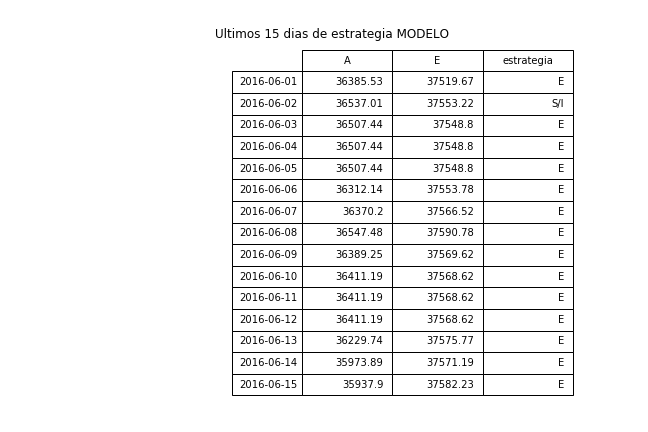 Ultimos 15 dias de estrategia MODELO
A E estrategia
2016-06-01 36385.53 37519.67 E
2016-06-02 36537.01 37553.22 S/I
2016-06-03 36507.44 37548.8 E
2016-06-04 36507.44 37548.8 E
2016-06-05 36507.44 37548.8 E
2016-06-06 36312.14 37553.78 E
2016-06-07 36370.2 37566.52 E
2016-06-08 36547.48 37590.78 E
2016-06-09 36389.25 37569.62 E
2016-06-10 36411.19 37568.62 E
2016-06-11 36411.19 37568.62 E
2016-06-12 36411.19 37568.62 E
2016-06-13 36229.74 37575.77 E
2016-06-14 35973.89 37571.19 E
2016-06-15 35937.9 37582.23 E